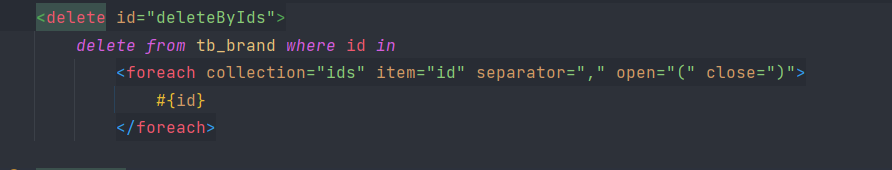 <delete id="deleteByIds">
delete from tb_brand where id in
<foreach collection="ids" item="id" separator="," open="(" close=")">
#{id}
</foreach>